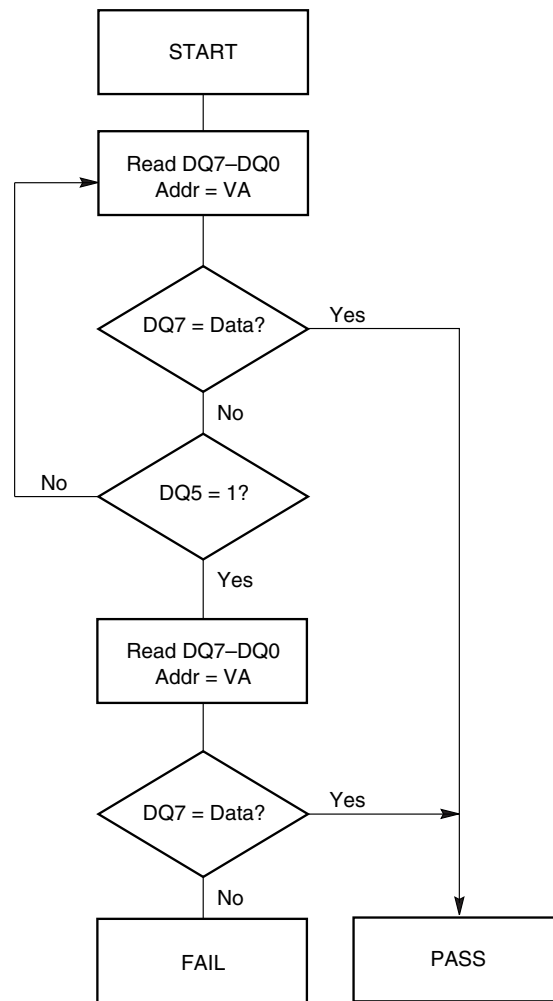 START
Read DQ7–DQ0
Addr = VA
DQ7 = Data?
Yes
No
No
DQ5 = 1?
Yes
Read DQ7–DQ0
Addr = VA
DQ7 = Data?
Yes
No
FAIL
PASS